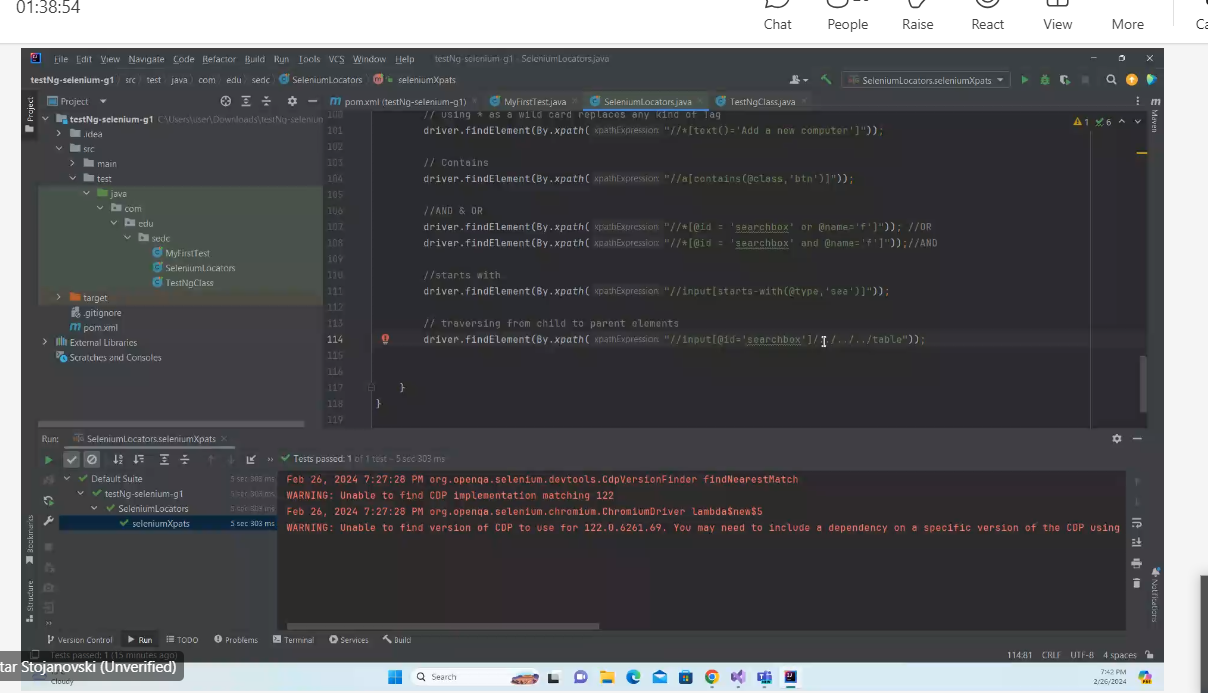 01:38:54
Chat People Raise React View More Ca
File Edit View Navigate Code Refactor Build Run Tools VCS Window Help testNg-selenium-g1 - SeleniumLocators.java
testNg-selenium-g1 src test java com edu sedc SeleniumLocators seleniumXpats
SeleniumLocators.seleniumXpats
Project
Project
pom.xml (testNg-selenium-g1) MyFirstTest.java SeleniumLocators.java TestNgClass.java
Maven
testNg-selenium-g1 C:\Users\user\Downloads\testNg-selenium
.idea
src
main
test
java
com
edu
sedc
MyFirstTest
SeleniumLocators
TestNgClass
target
.gitignore
pom.xml
External Libraries
Scratches and Consoles
1 6
100 // using * as a wild card replaces any kind of Tag
101 driver.findElement(By.xpath( xpathExpression: "//*[text()='Add a new computer']"));
102
103 // Contains
104 driver.findElement(By.xpath( xpathExpression: "//a[contains(@class,'btn')]"));
105
106 //AND & OR
107 driver.findElement(By.xpath( xpathExpression: "//*[@id = 'searchbox' or @name='f']")); //OR
108 driver.findElement(By.xpath( xpathExpression: "//*[@id = 'searchbox' and @name='f']"));//AND
109
110 //starts with
111 driver.findElement(By.xpath( xpathExpression: "//input[starts-with(@type,'sea')]"));
112
113 // traversing from child to parent elements
114 driver.findElement(By.xpath( xpathExpression: "//input[@id='searchbox']/../../../table"));
115
116
117 }
118 }
119
Run: SeleniumLocators.seleniumXpats
Tests passed: 1 of 1 test – 5 sec 303 ms
Default Suite 5 sec 303 ms
testNg-selenium-g1 5 sec 303 ms
SeleniumLocators 5 sec 303 ms
seleniumXpats 5 sec 303 ms
Feb 26, 2024 7:27:28 PM org.openqa.selenium.devtools.CdpVersionFinder findNearestMatch
WARNING: Unable to find CDP implementation matching 122
Feb 26, 2024 7:27:28 PM org.openqa.selenium.chromium.ChromiumDriver lambda$new$5
WARNING: Unable to find version of CDP to use for 122.0.6261.69. You may need to include a dependency on a specific version of the CDP using
Bookmarks
Structure
Notifications
Version Control Run TODO Problems Terminal Services Build
Tests passed: 1 (15 minutes ago)
114:81 CRLF UTF-8 4 spaces
tar Stojanovski (Unverified)
Cloudy
Search
7:42 PM
2/26/2024